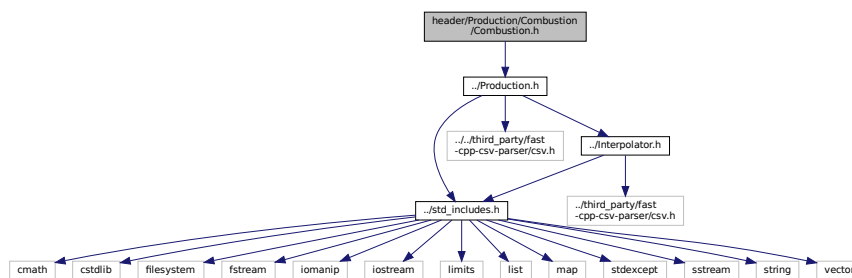 header/Production/Combustion
/Combustion.h
../Production.h
../../third_party/fast
-cpp-csv-parser/csv.h
../Interpolator.h
../third_party/fast
-cpp-csv-parser/csv.h
../std_includes.h
cmath
cstdlib
filesystem
fstream
iomanip
iostream
limits
list
map
stdexcept
sstream
string
vector